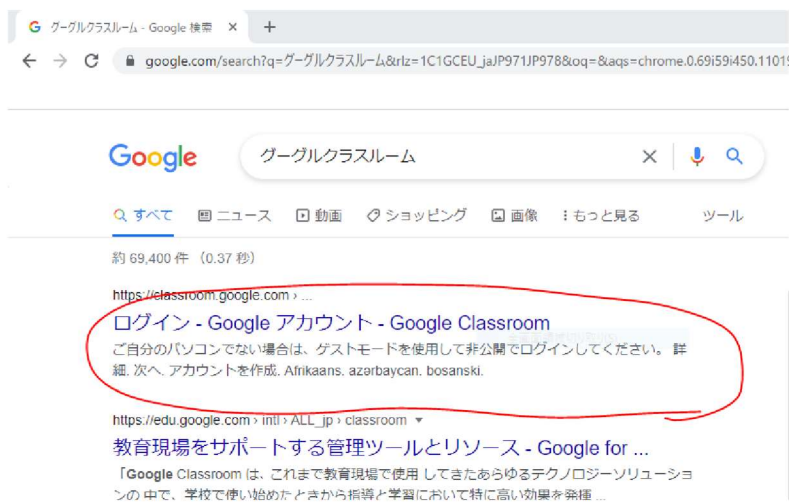 グーグルクラスルーム - Google 検索
google.com/search?q=グーグルクラスルーム&rlz=1C1GCEU_jaJP971JP978&oq=&aqs=chrome.0.69i59i450.11019
Google
グーグルクラスルーム
すべて ニュース 動画 ショッピング 画像 もっと見る ツール
約 69,400 件 (0.37 秒)
https://classroom.google.com › ...
ログイン - Google アカウント - Google Classroom
ご自分のパソコンでない場合は、ゲストモードを使用して非公開でログインしてください。 詳
細. 次へ. アカウントを作成. Afrikaans. azərbaycan. bosanski.
https://edu.google.com › intl › ALL_jp › classroom
教育現場をサポートする管理ツールとリソース - Google for ...
「Google Classroom は、これまで教育現場で使用 してきたあらゆるテクノロジーソリューショ
ンの 中で、学校で使い始めたときから指導と学習において特に高い効果を発揮 ...